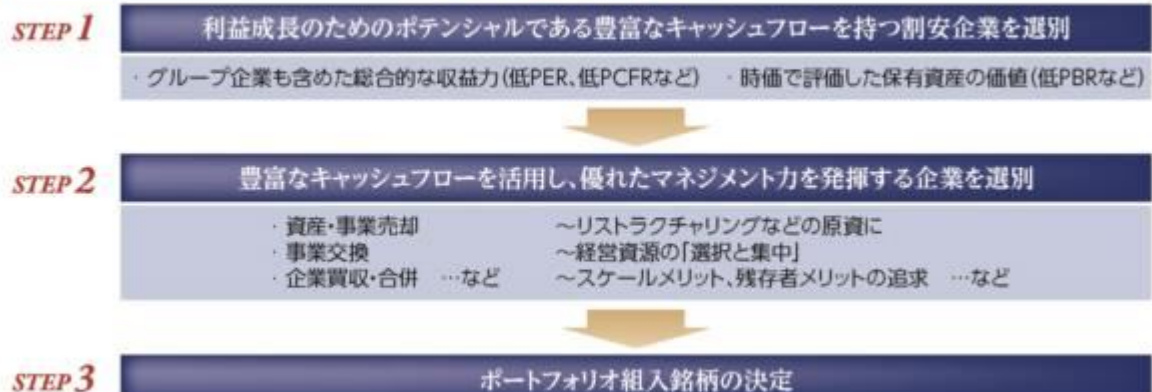 STEP 1 利益成長のためのポテンシャルである豊富なキャッシュフローを持つ割安企業を選別
・グループ企業も含めた総合的な収益力(低PER、低PCFRなど) ・時価で評価した保有資産の価値(低PBRなど)
STEP 2 豊富なキャッシュフローを活用し、優れたマネジメント力を発揮する企業を選別
・資産・事業売却 ～リストラクチャリングなどの原資に
・事業交換 ～経営資源の「選択と集中」
・企業買収・合併 …など ～スケールメリット、残存者メリットの追求 …など
STEP 3 ポートフォリオ組入銘柄の決定